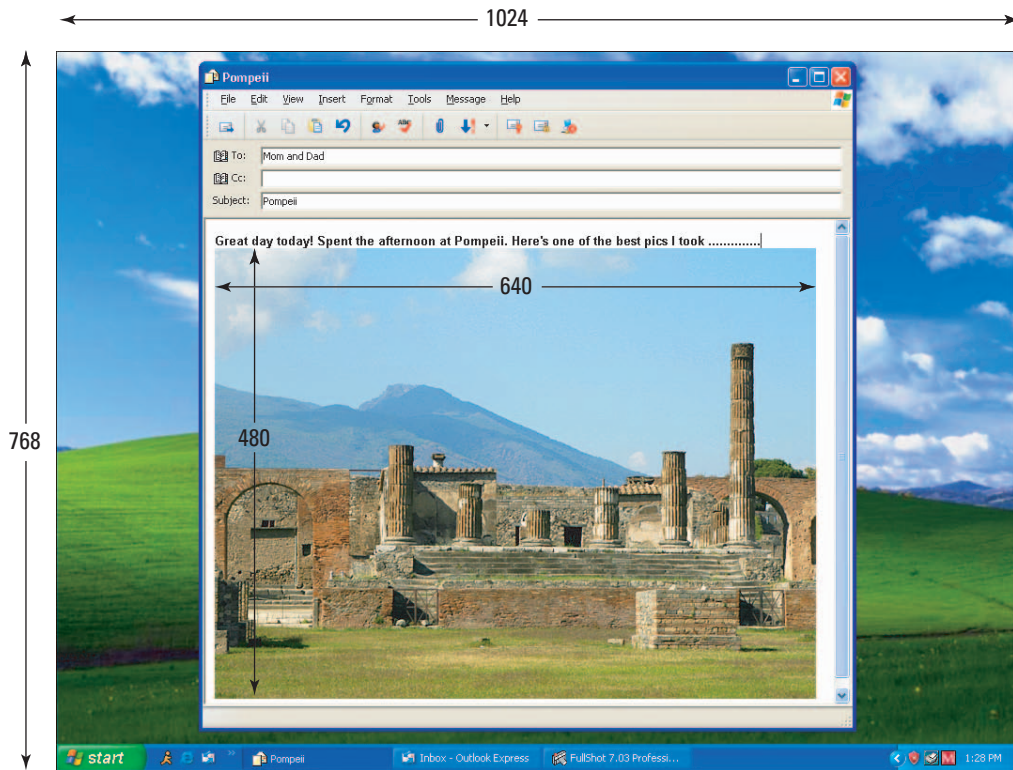 1024
Pompeii
File Edit View Insert Format Tools Message Help
ABC
To: Mom and Dad
Cc:
Subject: Pompeii
Great day today! Spent the afternoon at Pompeii. Here's one of the best pics I took ..............
640
480
768
start Pompeii Inbox - Outlook Express FullShot 7.03 Professi... 1:28 PM